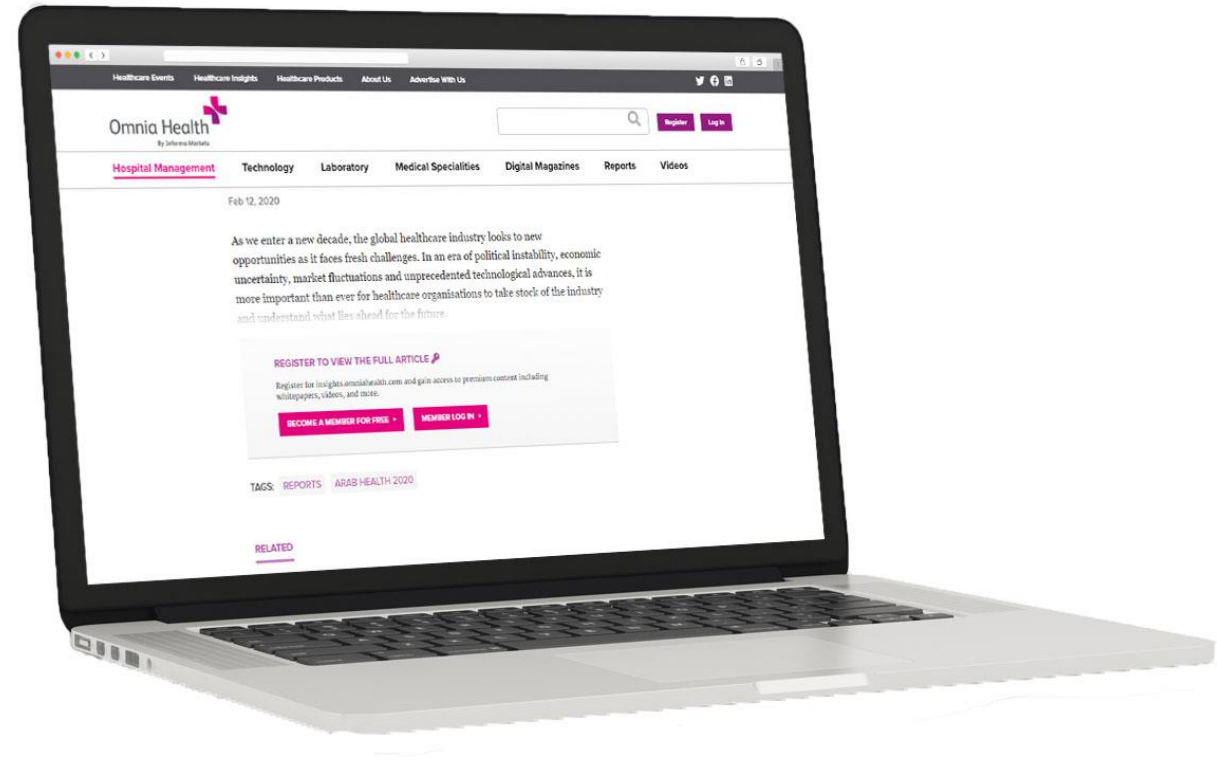 Healthcare Events Healthcare Insights Healthcare Products About Us Advertise With Us
Omnia Health
By Informa Markets
Register Log In
Hospital Management Technology Laboratory Medical Specialities Digital Magazines Reports Videos
Feb 12, 2020
As we enter a new decade, the global healthcare industry looks to new
opportunities as it faces fresh challenges. In an era of political instability, economic
uncertainty, market fluctuations and unprecedented technological advances, it is
more important than ever for healthcare organisations to take stock of the industry
and understand what lies ahead for the future.
REGISTER TO VIEW THE FULL ARTICLE
Register for insights.omniahealth.com and gain access to premium content including
whitepapers, videos, and more.
BECOME A MEMBER FOR FREE MEMBER LOG IN
TAGS: REPORTS ARAB HEALTH 2020
RELATED